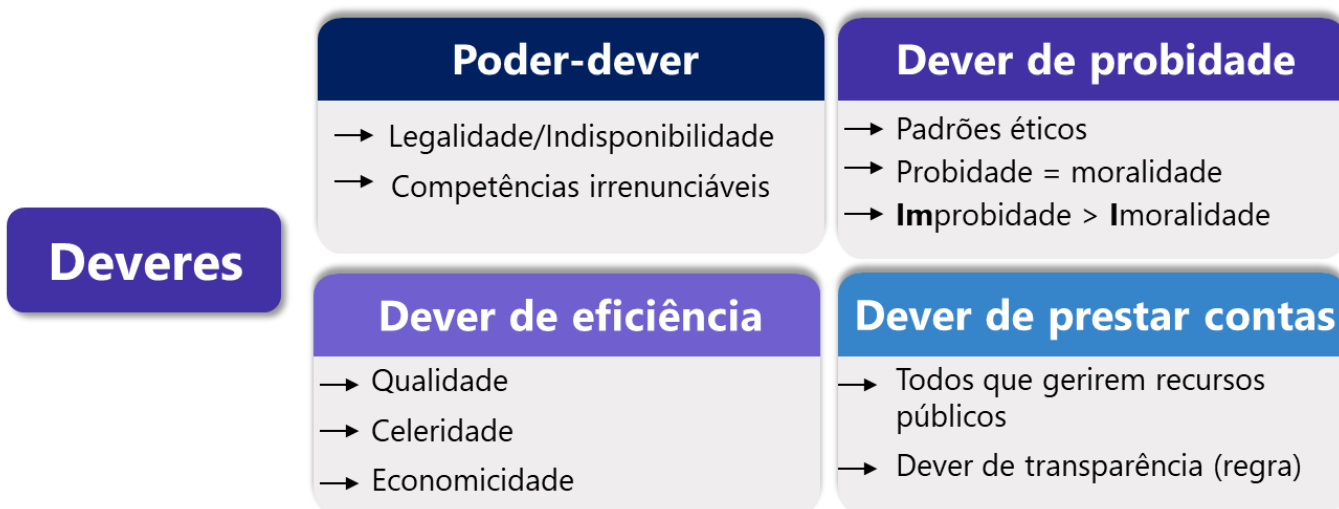 Deveres
Poder-dever
→ Legalidade/Indisponibilidade
→ Competências irrenunciáveis
Dever de probidade
→ Padrões éticos
→ Probidade = moralidade
→ Improbidade > Imoralidade
Dever de eficiência
→ Qualidade
→ Celeridade
→ Economicidade
Dever de prestar contas
→ Todos que gerirem recursos
públicos
→ Dever de transparência (regra)